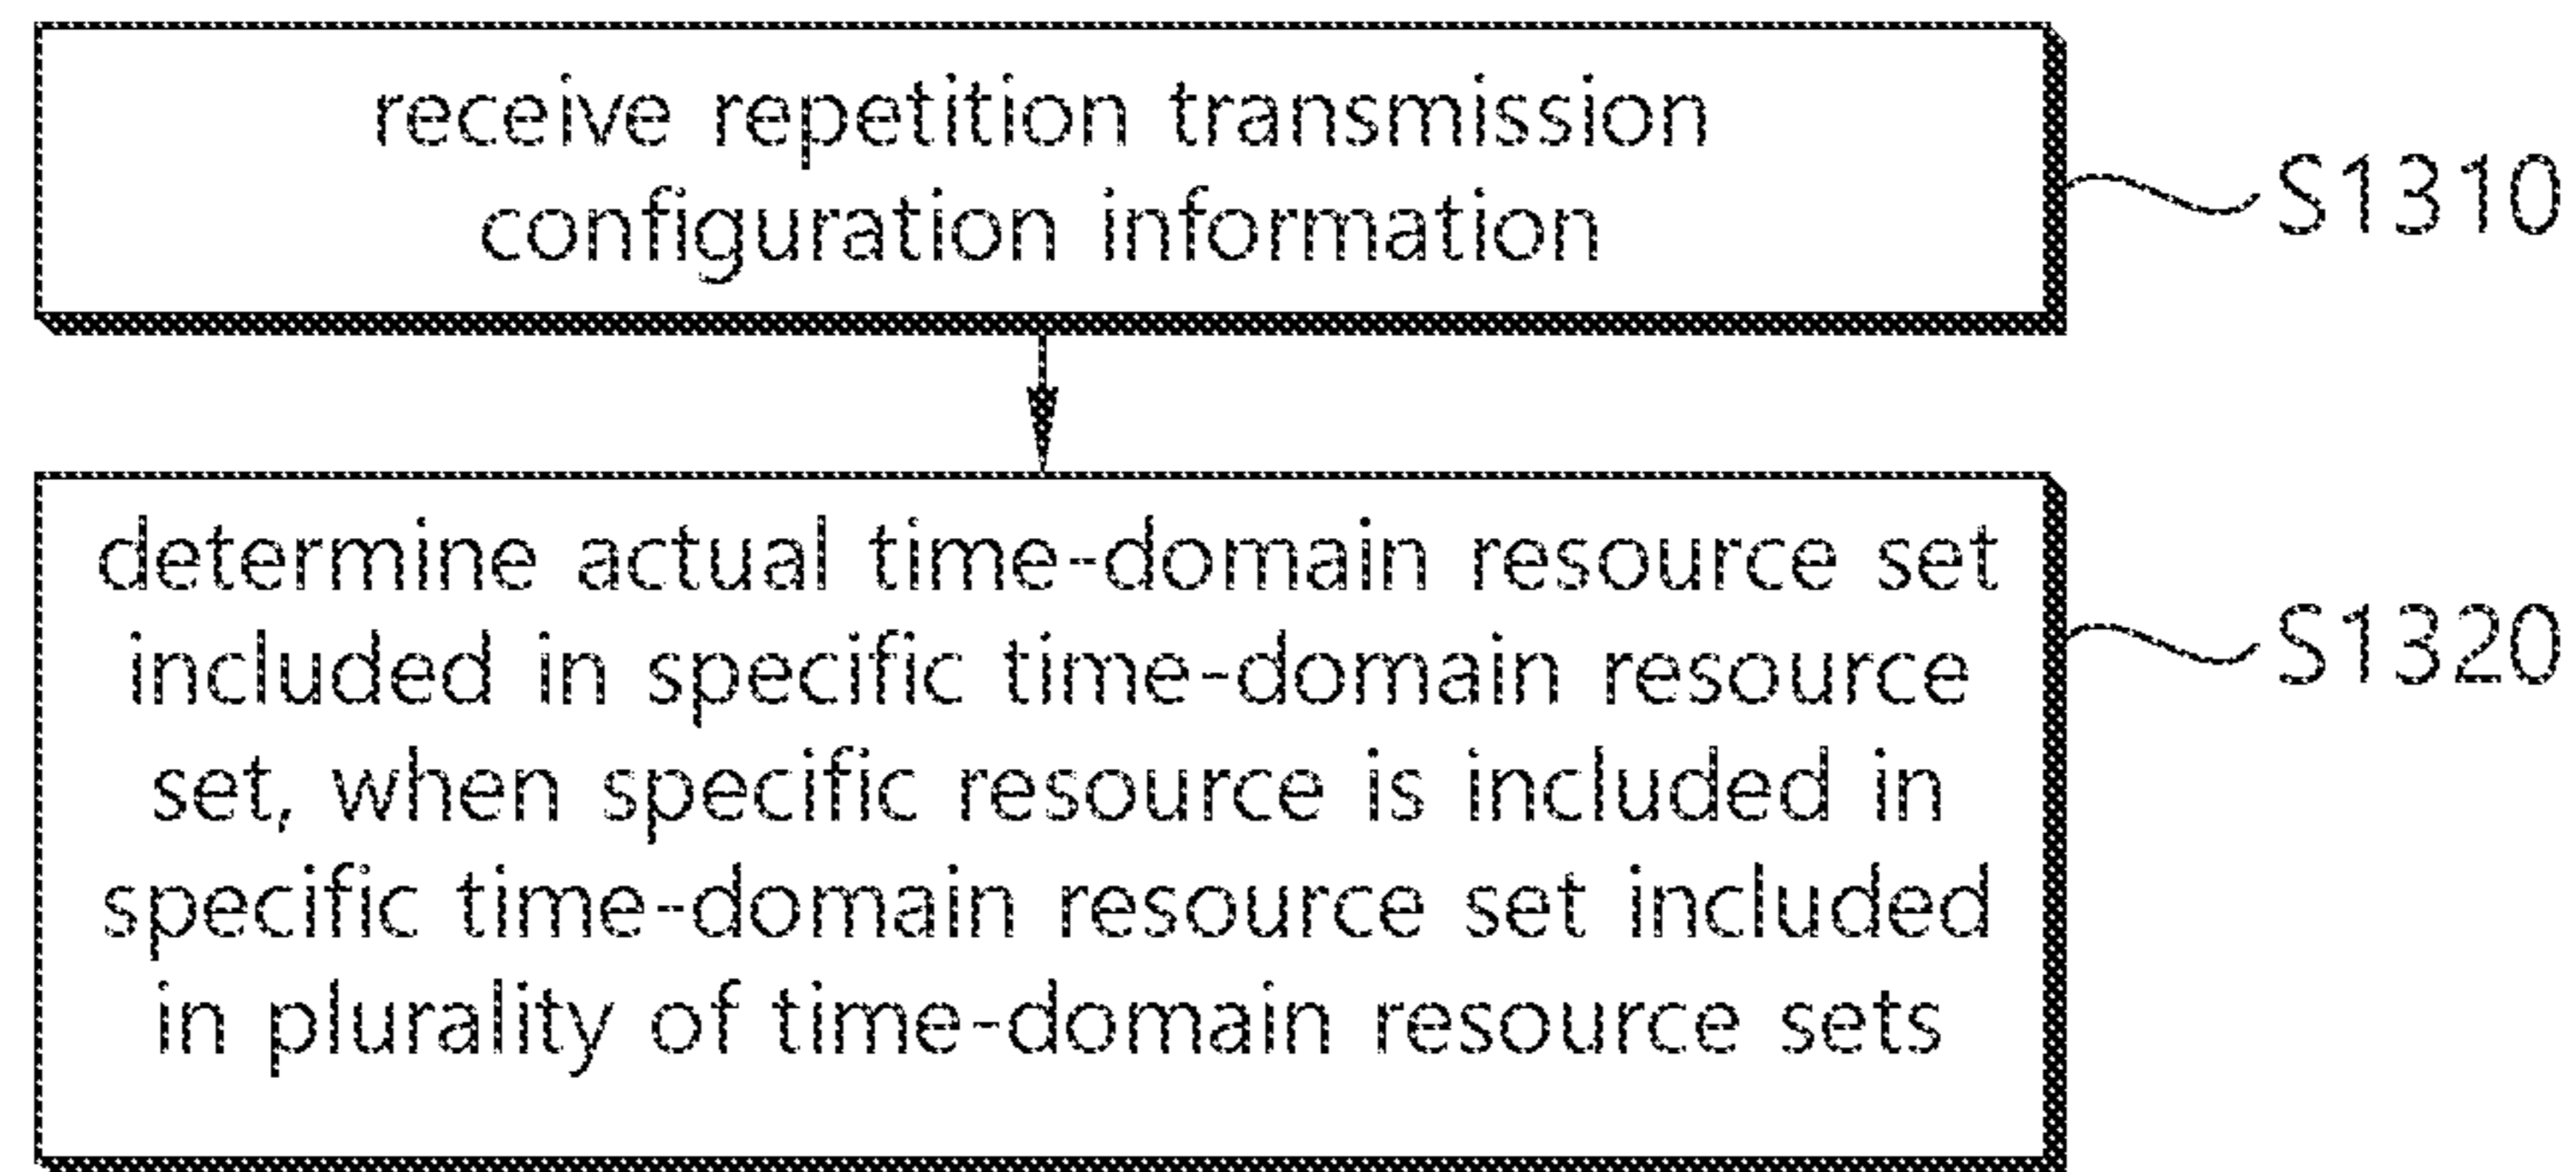 receive repetition transmission
configuration information
S1310
determine actual time-domain resource set
included in specific time-domain resource
set, when specific resource is included in
specific time-domain resource set included
in plurality of time-domain resource sets
S1320